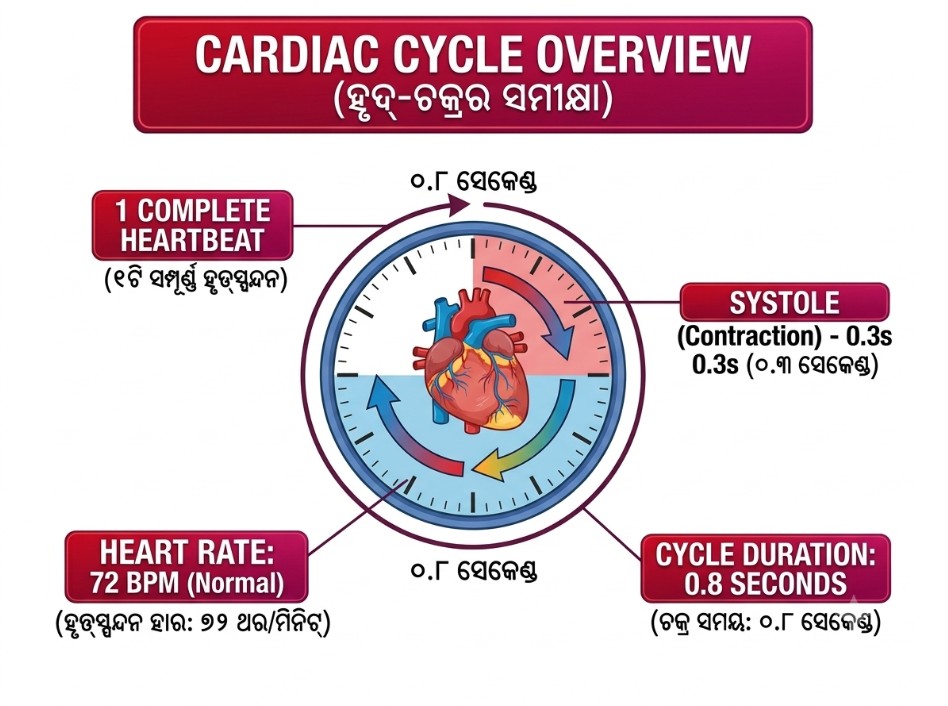 CARDIAC CYCLE OVERVIEW
(ହୃଦ୍-ଚକ୍ରର ସମୀକ୍ଷା)
୦.୮ ସେକେଣ୍ଡ
1 COMPLETE
HEARTBEAT
(୧ଟି ସମ୍ପୂର୍ଣ୍ଣ ହୃତ୍‌ସ୍ପନ୍ଦନ)
SYSTOLE
(Contraction) - 0.3s
0.3s (୦.୩ ସେକେଣ୍ଡ)
HEART RATE:
72 BPM (Normal)
(ହୃତ୍‌ସ୍ପନ୍ଦନ ହାର: ୭୨ ଥର/ମିନିଟ୍)
୦.୮ ସେକେଣ୍ଡ
CYCLE DURATION:
0.8 SECONDS
(ଚକ୍ର ସମୟ: ୦.୮ ସେକେଣ୍ଡ)